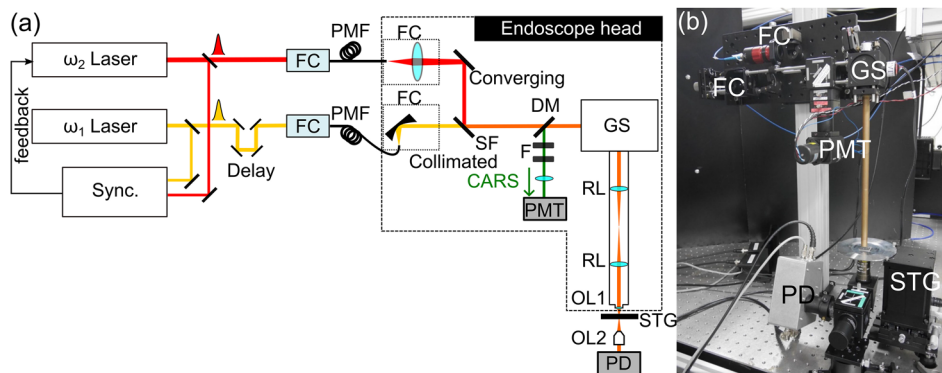 (a)
Endoscope head
PMF
FC
ω₂ Laser
FC
Converging
feedback
PMF
FC
DM
ω₁ Laser
FC
GS
SF
F
Delay
Collimated
CARS
Sync.
RL
PMT
RL
OL1
STG
OL2
PD
(b)
FC
GS
FC
PMT
STG
PD